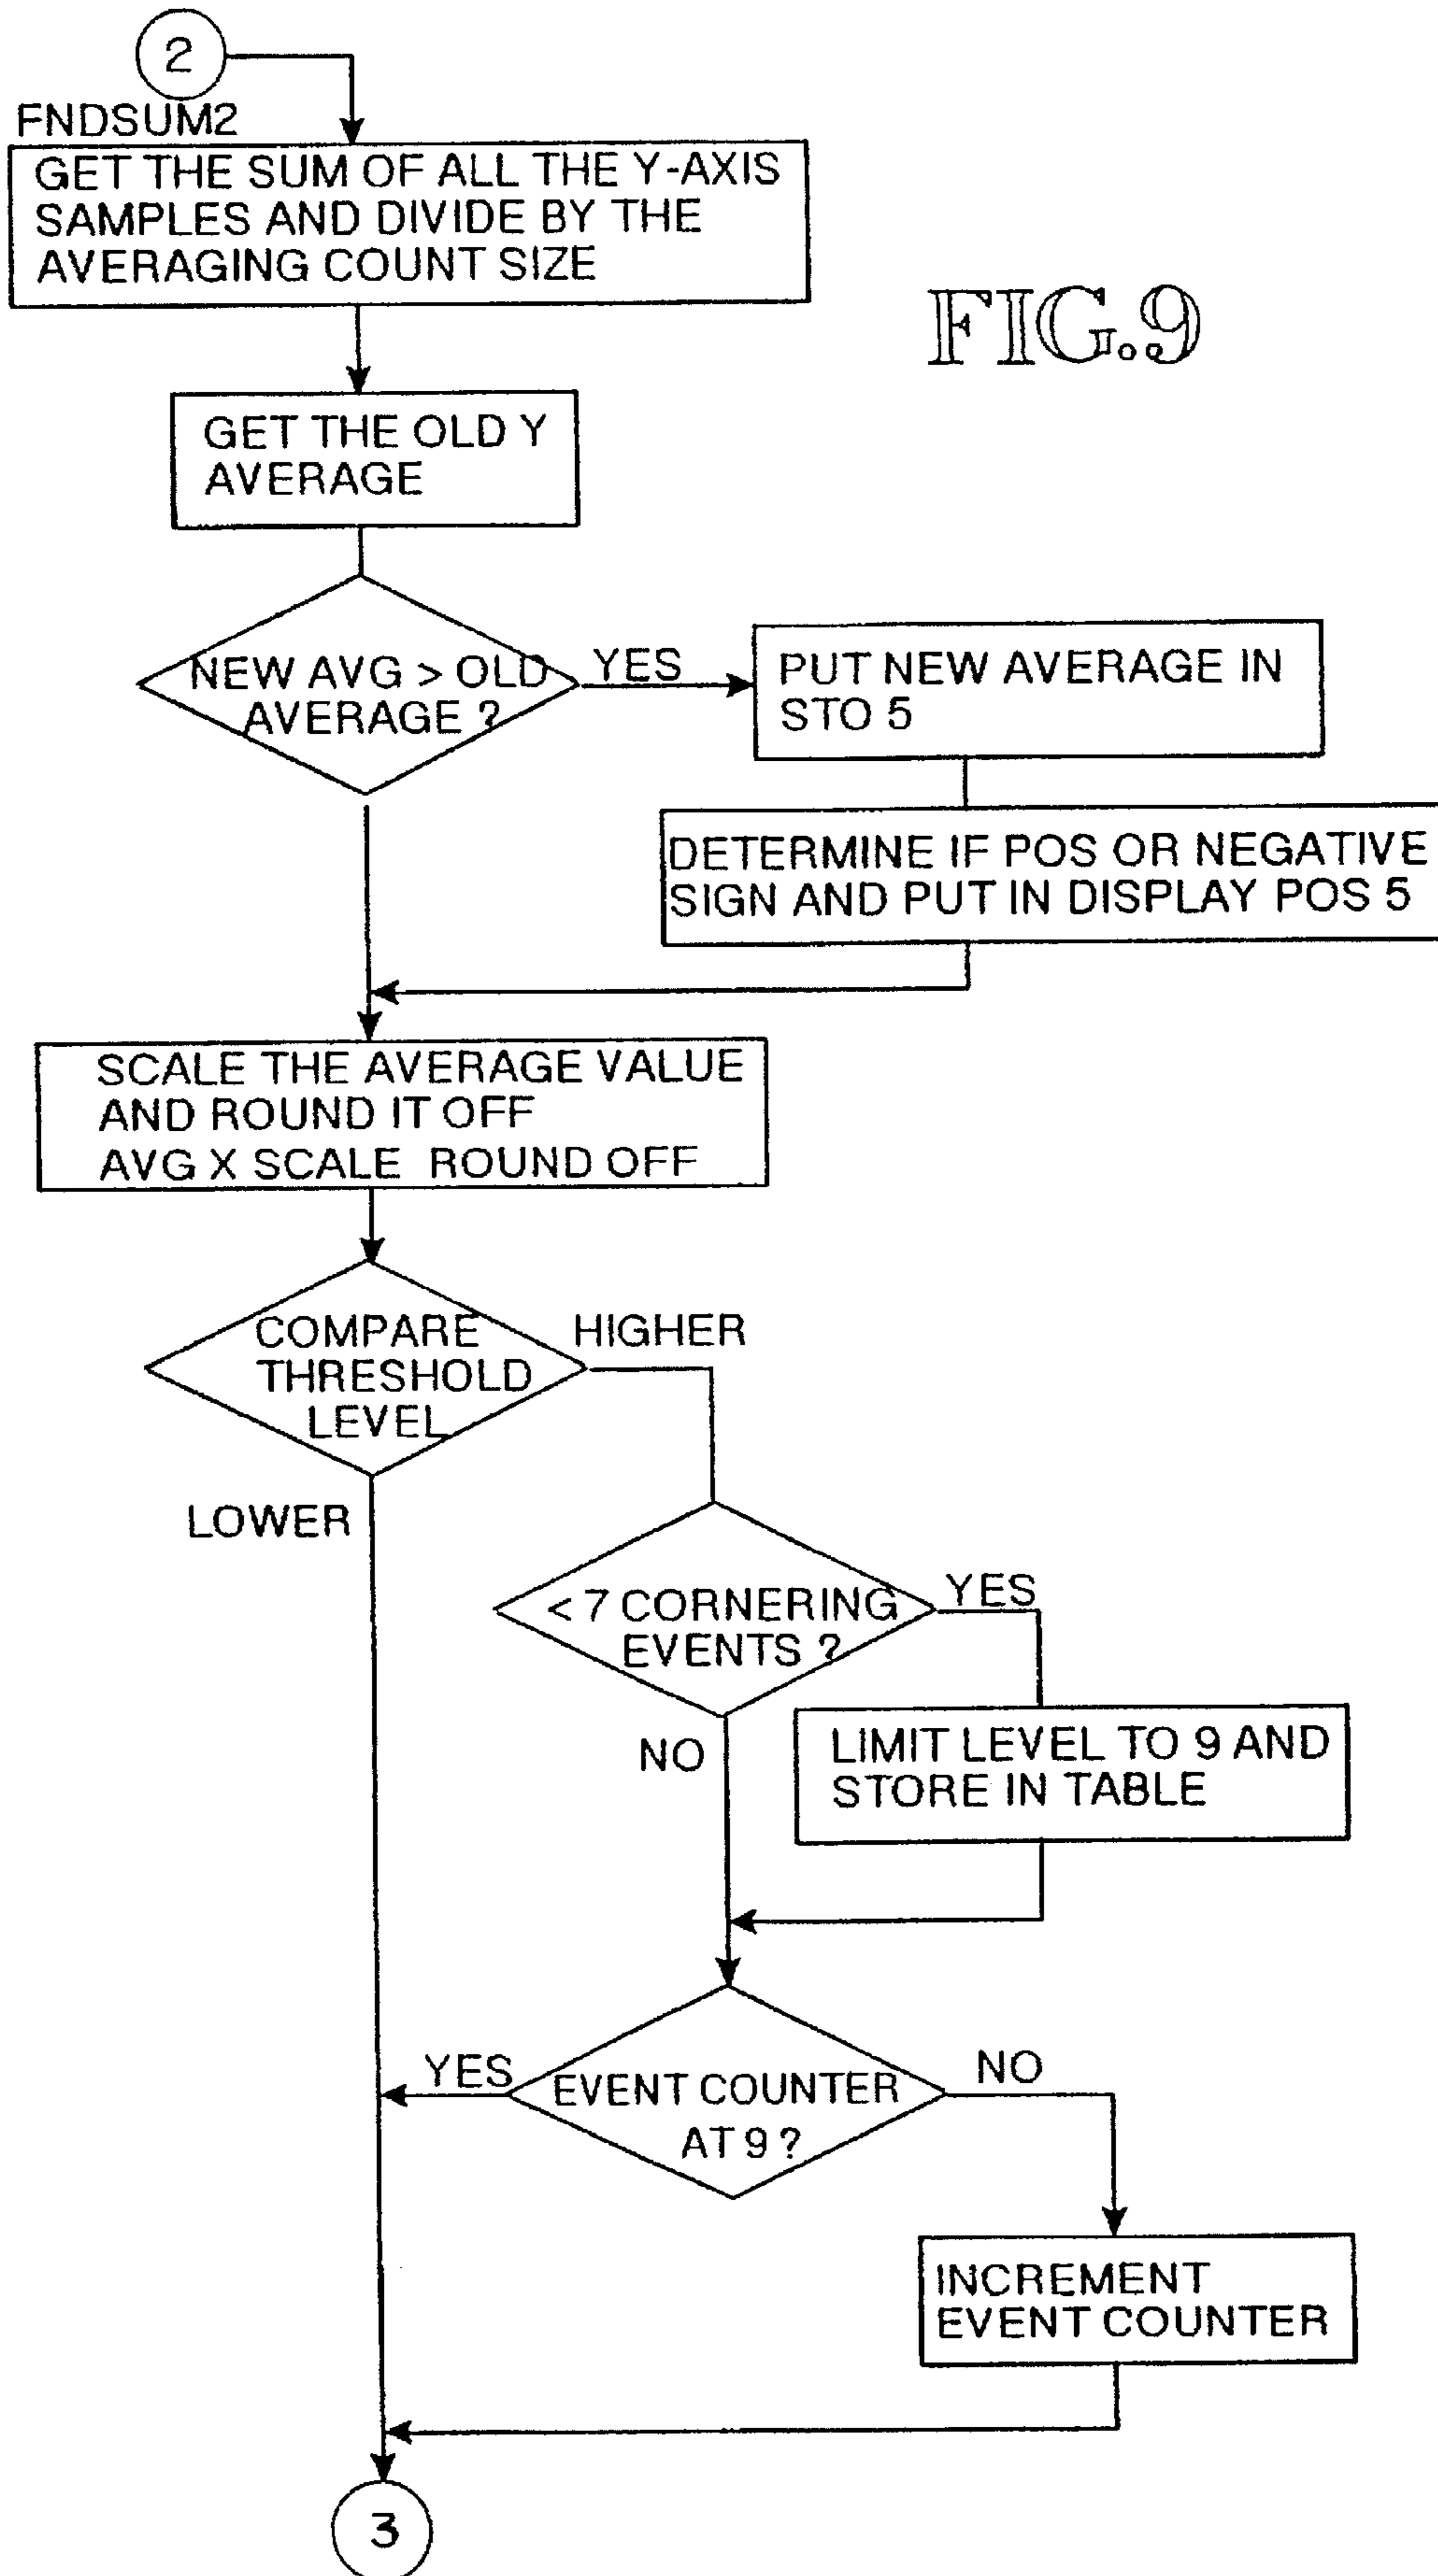 2
FNDSUM2
GET THE SUM OF ALL THE Y-AXIS
SAMPLES AND DIVIDE BY THE
AVERAGING COUNT SIZE
FIG.9
GET THE OLD Y
AVERAGE
NEW AVG > OLD
AVERAGE ?
YES
PUT NEW AVERAGE IN
STO 5
DETERMINE IF POS OR NEGATIVE
SIGN AND PUT IN DISPLAY POS 5
SCALE THE AVERAGE VALUE
AND ROUND IT OFF
AVG X SCALE ROUND OFF
COMPARE
THRESHOLD
LEVEL
HIGHER
LOWER
< 7 CORNERING
EVENTS ?
YES
NO
LIMIT LEVEL TO 9 AND
STORE IN TABLE
YES
EVENT COUNTER
AT 9 ?
NO
INCREMENT
EVENT COUNTER
3